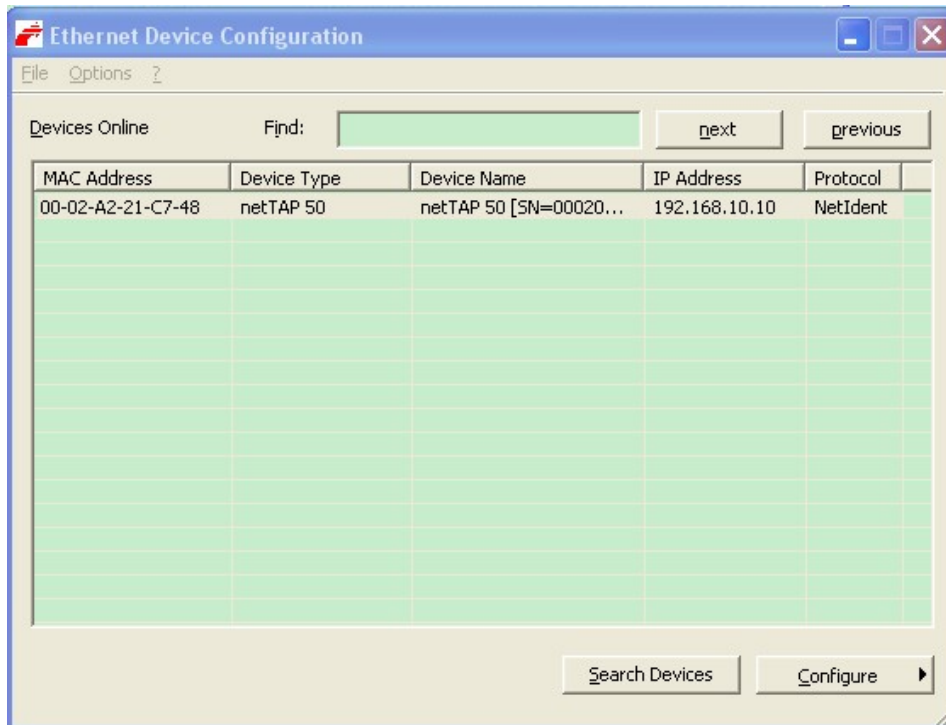 Ethernet Device Configuration
File Options ?
Devices Online Find: next previous
MAC Address Device Type Device Name IP Address Protocol
00-02-A2-21-C7-48 netTAP 50 netTAP 50 [SN=00020... 192.168.10.10 NetIdent
Search Devices Configure